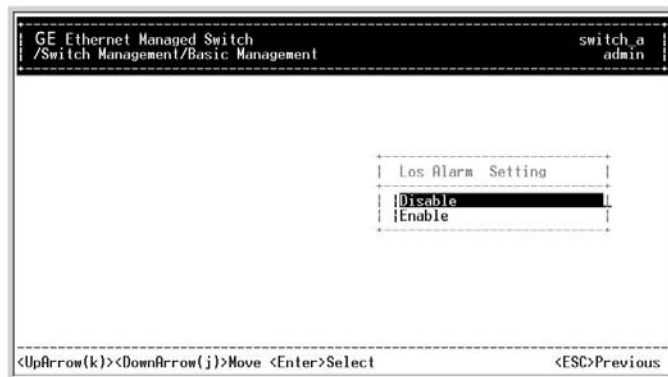 GE Ethernet Managed Switch switch_a
/Switch Management/Basic Management admin
Los Alarm Setting
Disable
Enable
<UpArrow(k)><DownArrow(j)>Move <Enter>Select <ESC>Previous